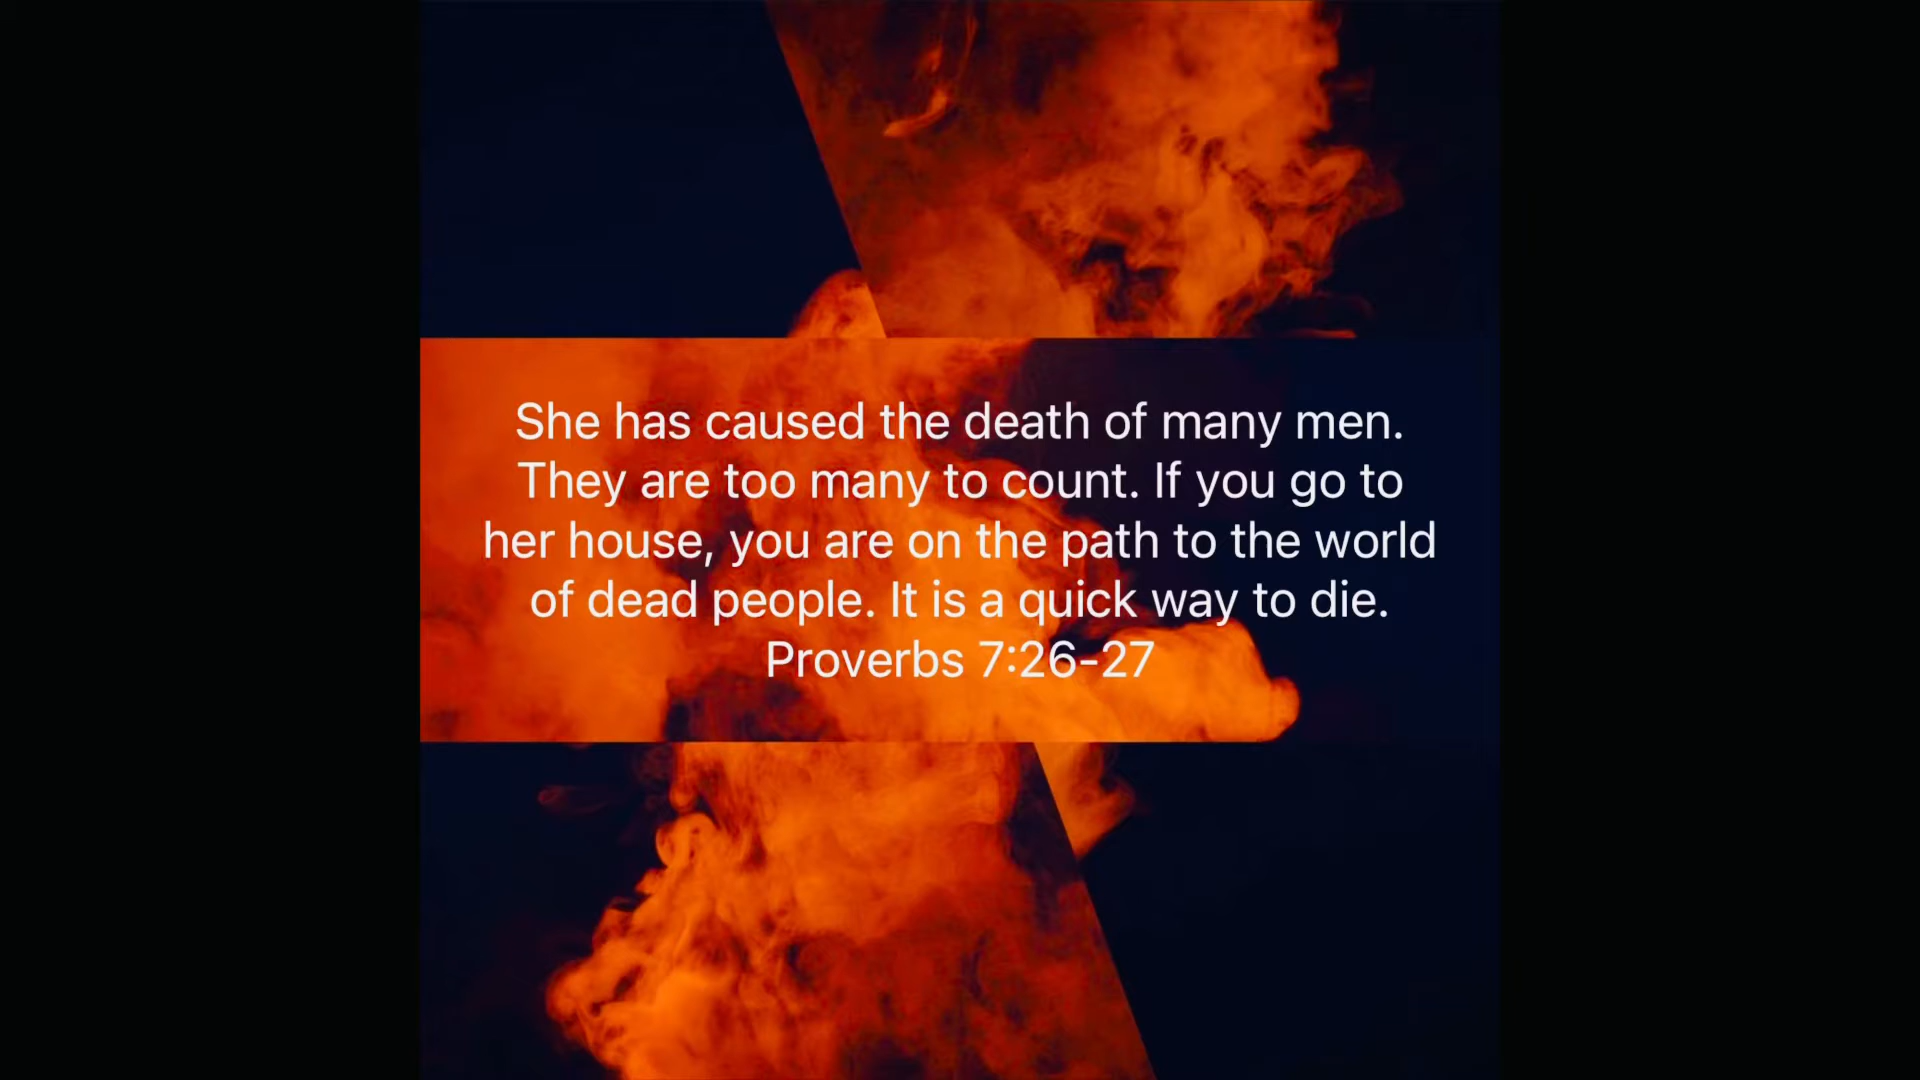 She has caused the death of many men.
They are too many to count. If you go to
her house, you are on the path to the world
of dead people. It is a quick way to die.
Proverbs 7:26-27